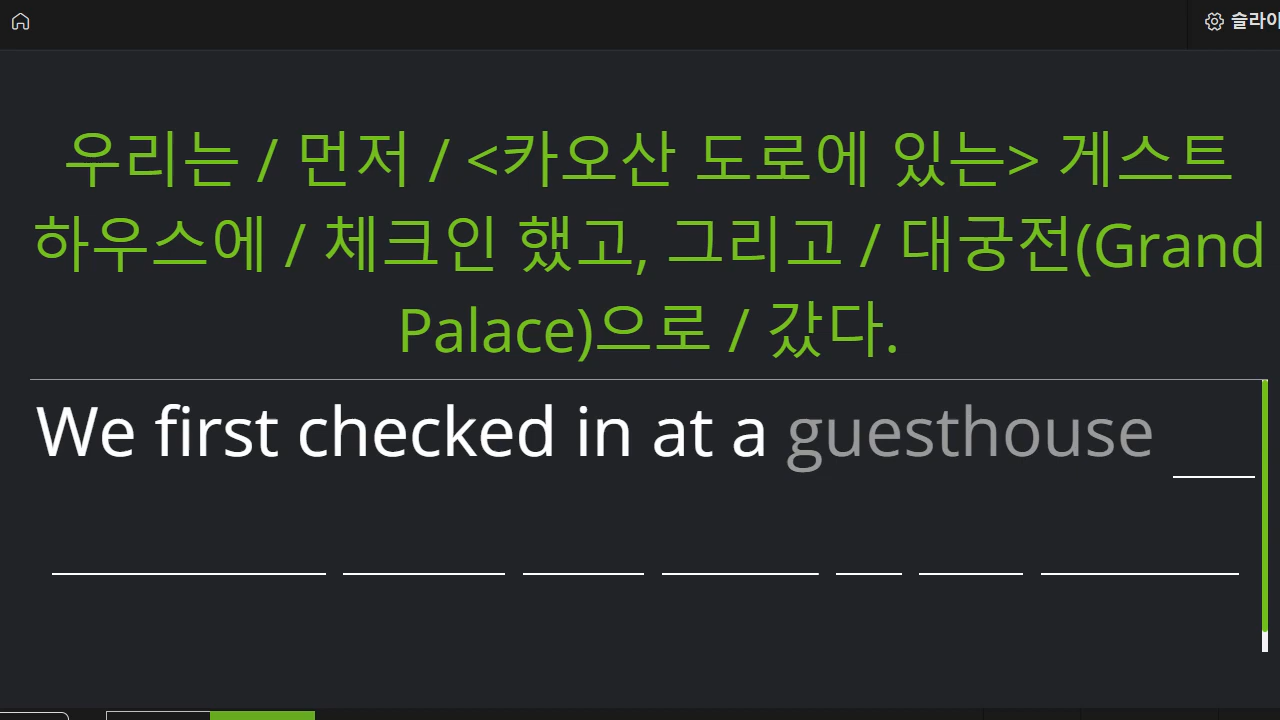 슬라이
우리는 / 먼저 / <카오산 도로에 있는> 게스트
하우스에 / 체크인 했고, 그리고 / 대궁전(Grand
Palace)으로 / 갔다.
We first checked in at a guesthouse